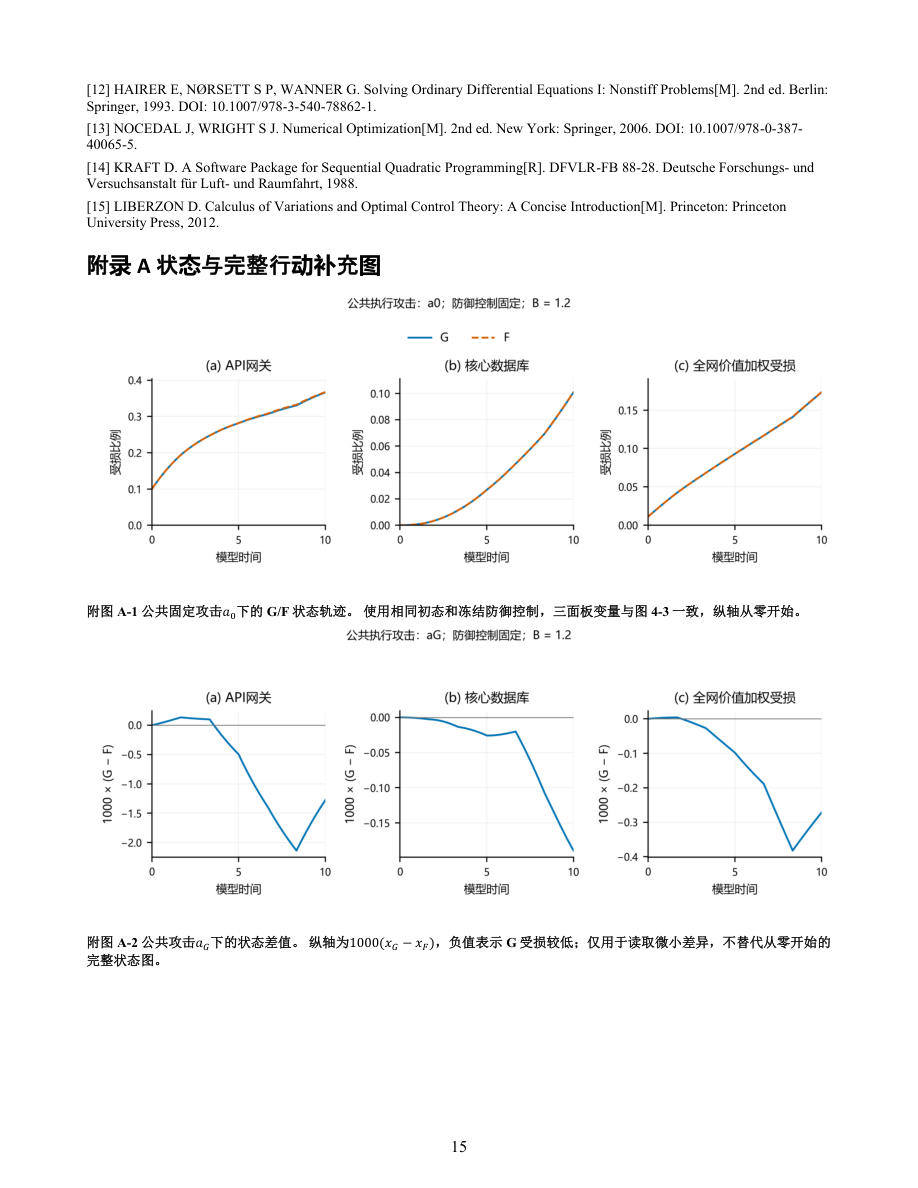 [12] HAIRER E, NØRSETT S P, WANNER G. Solving Ordinary Differential Equations I: Nonstiff Problems[M]. 2nd ed. Berlin:
Springer, 1993. DOI: 10.1007/978-3-540-78862-1.
[13] NOCEDAL J, WRIGHT S J. Numerical Optimization[M]. 2nd ed. New York: Springer, 2006. DOI: 10.1007/978-0-387-
40065-5.
[14] KRAFT D. A Software Package for Sequential Quadratic Programming[R]. DFVLR-FB 88-28. Deutsche Forschungs- und
Versuchsanstalt für Luft- und Raumfahrt, 1988.
[15] LIBERZON D. Calculus of Variations and Optimal Control Theory: A Concise Introduction[M]. Princeton: Princeton
University Press, 2012.
附录 A 状态与完整行动补充图
公共执行攻击：a0；防御控制固定；B = 1.2
G F
(a) API网关
受损比例
0.4
0.3
0.2
0.1
0.0
0 5 10
模型时间
(b) 核心数据库
受损比例
0.10
0.08
0.06
0.04
0.02
0.00
0 5 10
模型时间
(c) 全网价值加权受损
受损比例
0.15
0.10
0.05
0.00
0 5 10
模型时间
附图 A-1 公共固定攻击a₀下的 G/F 状态轨迹。 使用相同初态和冻结防御控制，三面板变量与图 4-3 一致，纵轴从零开始。
公共执行攻击：aG；防御控制固定；B = 1.2
(a) API网关
1000 × (G − F)
0.0
−0.5
−1.0
−1.5
−2.0
0 5 10
模型时间
(b) 核心数据库
1000 × (G − F)
0.00
−0.05
−0.10
−0.15
0 5 10
模型时间
(c) 全网价值加权受损
1000 × (G − F)
0.0
−0.1
−0.2
−0.3
−0.4
0 5 10
模型时间
附图 A-2 公共攻击a_G下的状态差值。 纵轴为1000(x_G − x_F)，负值表示 G 受损较低；仅用于读取微小差异，不替代从零开始的
完整状态图。
15